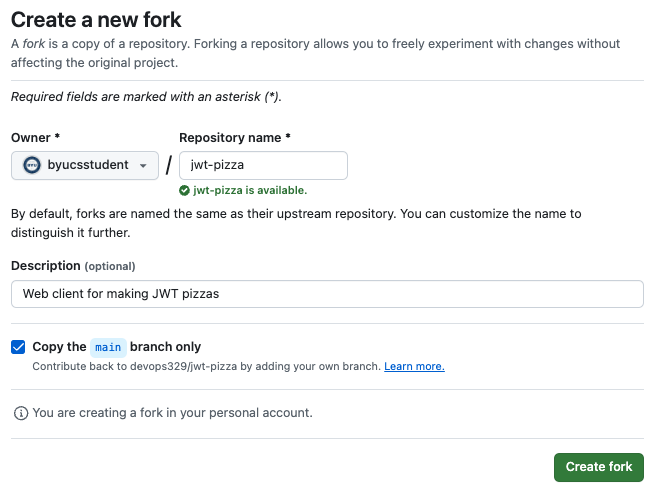 Create a new fork
A fork is a copy of a repository. Forking a repository allows you to freely experiment with changes without
affecting the original project.
Required fields are marked with an asterisk (*).
Owner * Repository name *
byucsstudent / jwt-pizza
jwt-pizza is available.
By default, forks are named the same as their upstream repository. You can customize the name to
distinguish it further.
Description (optional)
Web client for making JWT pizzas
Copy the main branch only
Contribute back to devops329/jwt-pizza by adding your own branch. Learn more.
You are creating a fork in your personal account.
Create fork